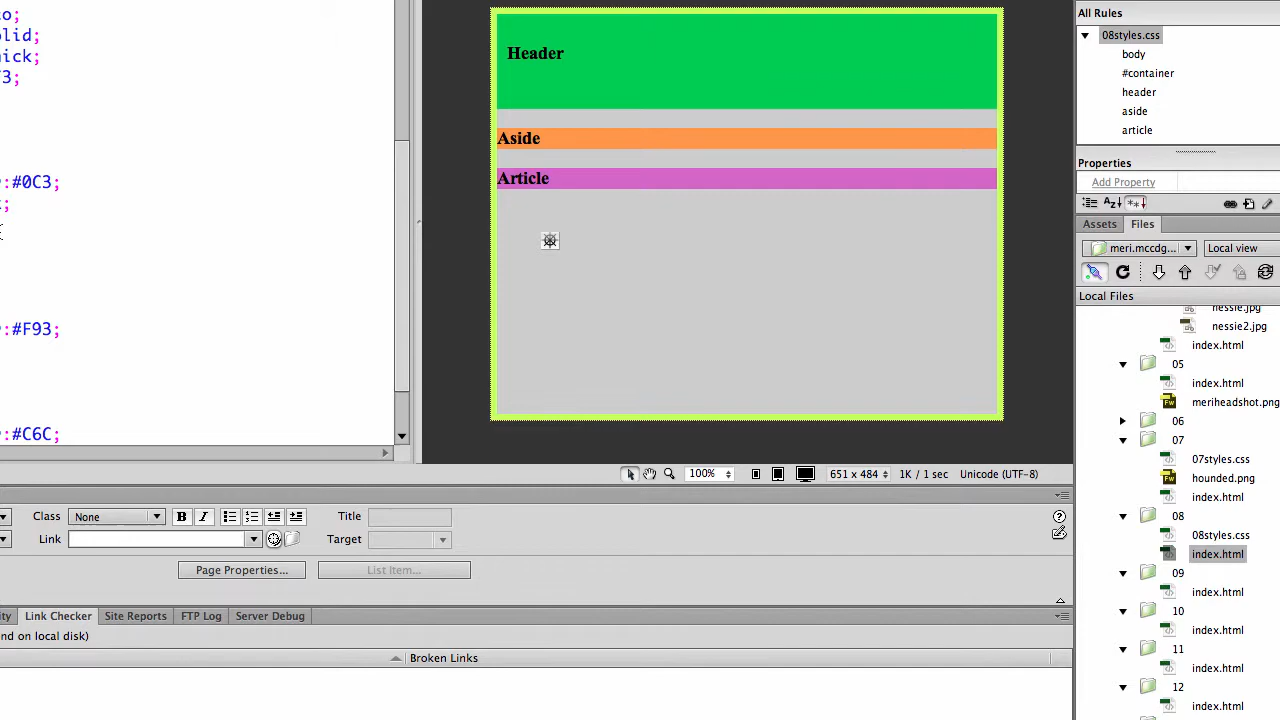 o;
olid;
ick;
3;
:#0C3;
;
:#F93;
:#C6C;
Header
Aside
Article
100%
651 x 484
1K / 1 sec
Unicode (UTF-8)
All Rules
08styles.css
body
#container
header
aside
article
Properties
Add Property
Assets
Files
meri.mccdg...
Local view
Local Files
nessie.jpg
nessie2.jpg
index.html
05
index.html
meriheadshot.png
06
07
07styles.css
hounded.png
index.html
08
08styles.css
index.html
09
index.html
10
index.html
11
index.html
12
index.html
Class
None
B
I
Title
Link
Target
Page Properties...
List Item...
ty
Link Checker
Site Reports
FTP Log
Server Debug
nd on local disk)
Broken Links